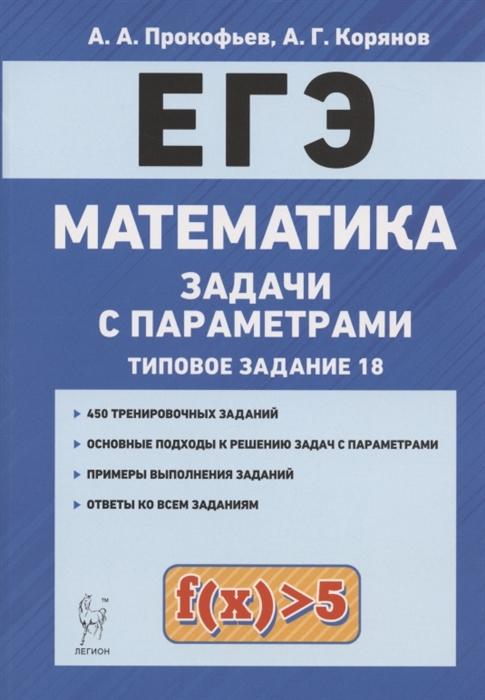 А. А. Прокофьев, А. Г. Корянов
ЕГЭ
МАТЕМАТИКА
ЗАДАЧИ
С ПАРАМЕТРАМИ
ТИПОВОЕ ЗАДАНИЕ 18
450 ТРЕНИРОВОЧНЫХ ЗАДАНИЙ
ОСНОВНЫЕ ПОДХОДЫ К РЕШЕНИЮ ЗАДАЧ С ПАРАМЕТРАМИ
ПРИМЕРЫ ВЫПОЛНЕНИЯ ЗАДАНИЙ
ОТВЕТЫ КО ВСЕМ ЗАДАНИЯМ
f(x)>5
TM
ЛЕГИОН